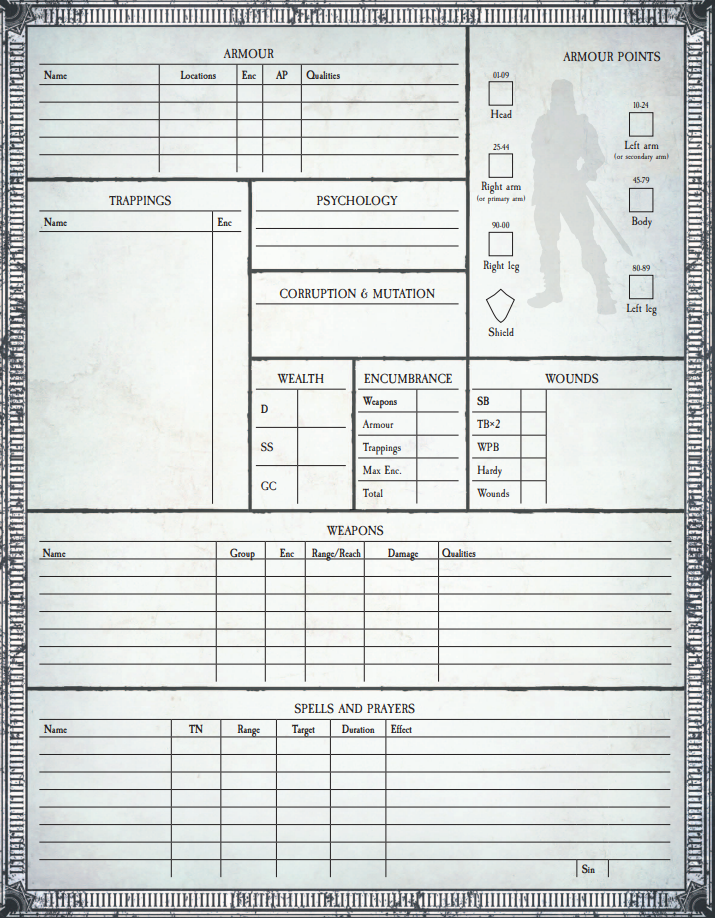 ARMOUR
Name Locations Enc AP Qualities
ARMOUR POINTS
01-09
Head
10-24
Left arm
(or secondary arm)
25-44
Right arm
(or primary arm)
45-79
Body
90-00
Right leg
80-89
Left leg
Shield
TRAPPINGS
Name Enc
PSYCHOLOGY
CORRUPTION & MUTATION
WEALTH
D
SS
GC
ENCUMBRANCE
Weapons
Armour
Trappings
Max Enc.
Total
WOUNDS
SB
TB×2
WPB
Hardy
Wounds
WEAPONS
Name Group Enc Range/Reach Damage Qualities
SPELLS AND PRAYERS
Name TN Range Target Duration Effect
Sin